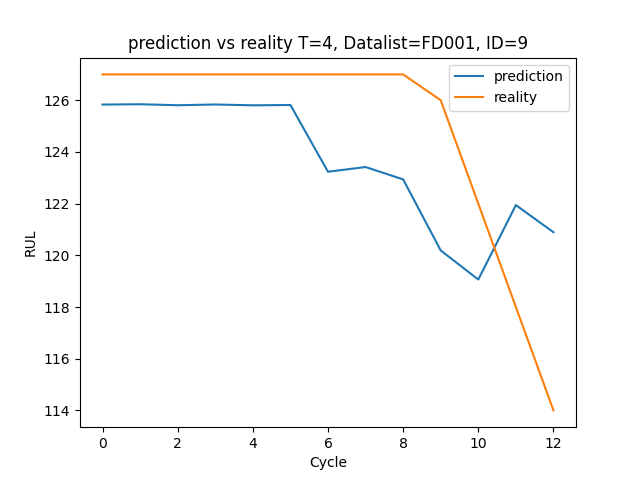 prediction vs reality T=4, Datalist=FD001, ID=9
prediction
reality
126
124
122
120
118
116
114
RUL
0 2 4 6 8 10 12
Cycle